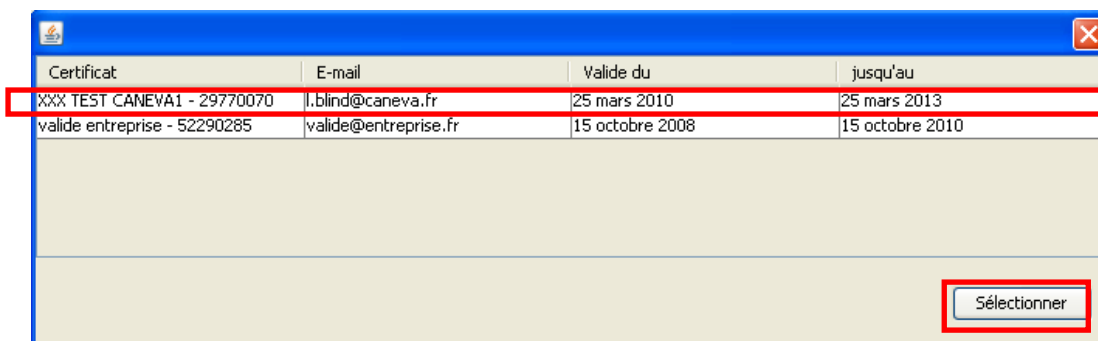 Certificat E-mail Valide du jusqu'au
XXX TEST CANEVA1 - 29770070 l.blind@caneva.fr 25 mars 2010 25 mars 2013
valide entreprise - 52290285 valide@entreprise.fr 15 octobre 2008 15 octobre 2010
Sélectionner